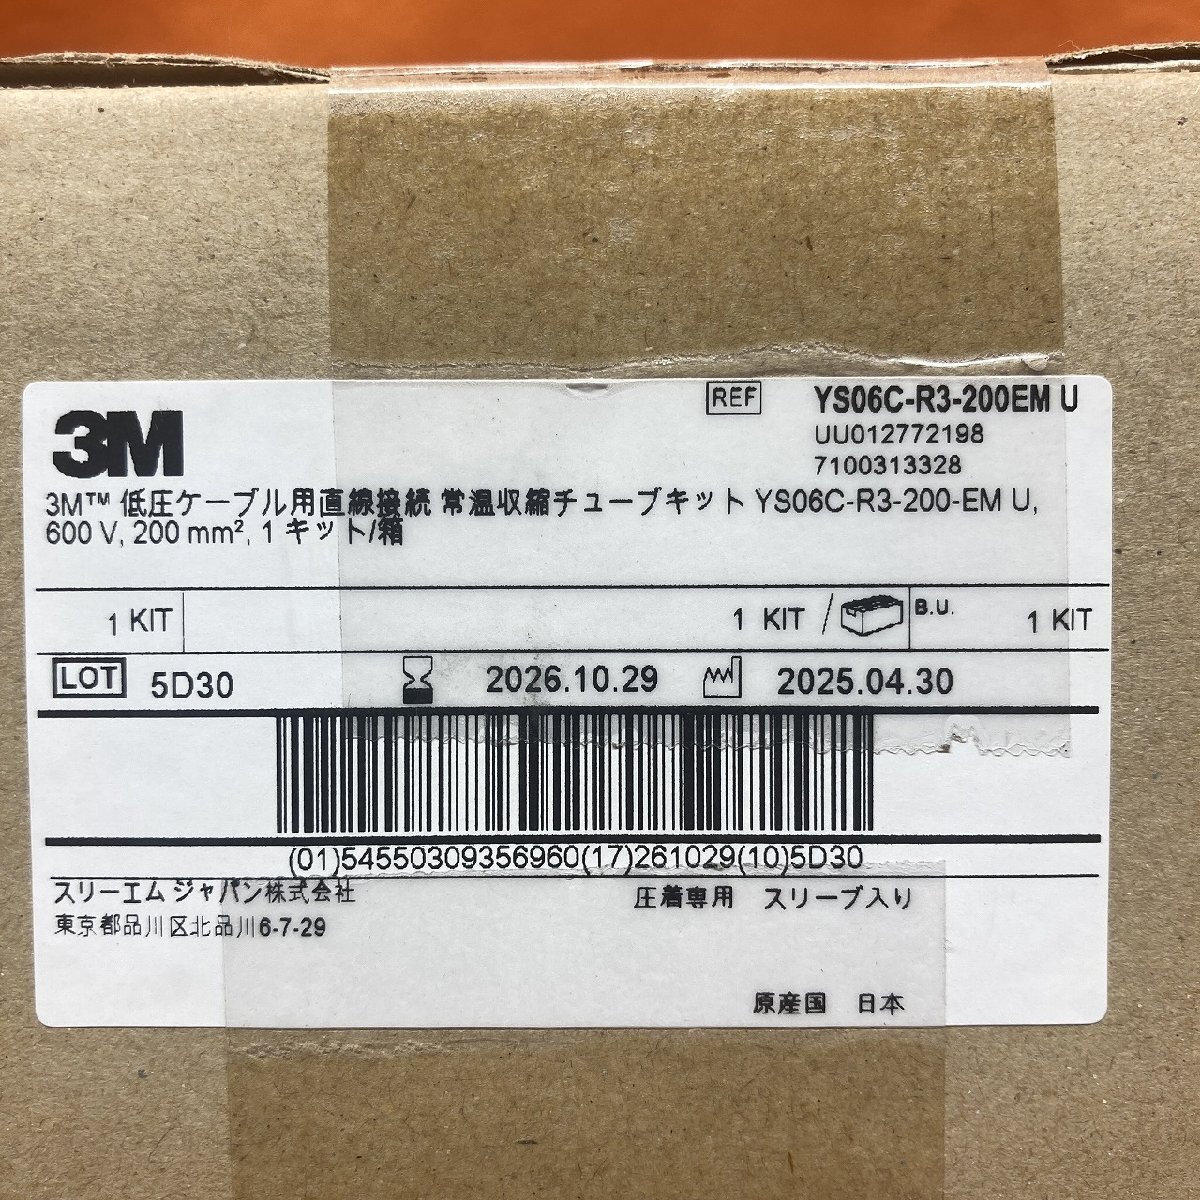 3M
REF YS06C-R3-200EM U
UU012772198
7100313328
3M™ 低圧ケーブル用直線接続 常温収縮チューブキット YS06C-R3-200-EM U,
600 V, 200 mm², 1 キット/箱
1 KIT 1 KIT / B.U. 1 KIT
LOT 5D30 2026.10.29 2025.04.30
(01)54550309356960(17)261029(10)5D30
スリーエム ジャパン株式会社 圧着専用 スリーブ入り
東京都品川区北品川6-7-29
原産国 日本